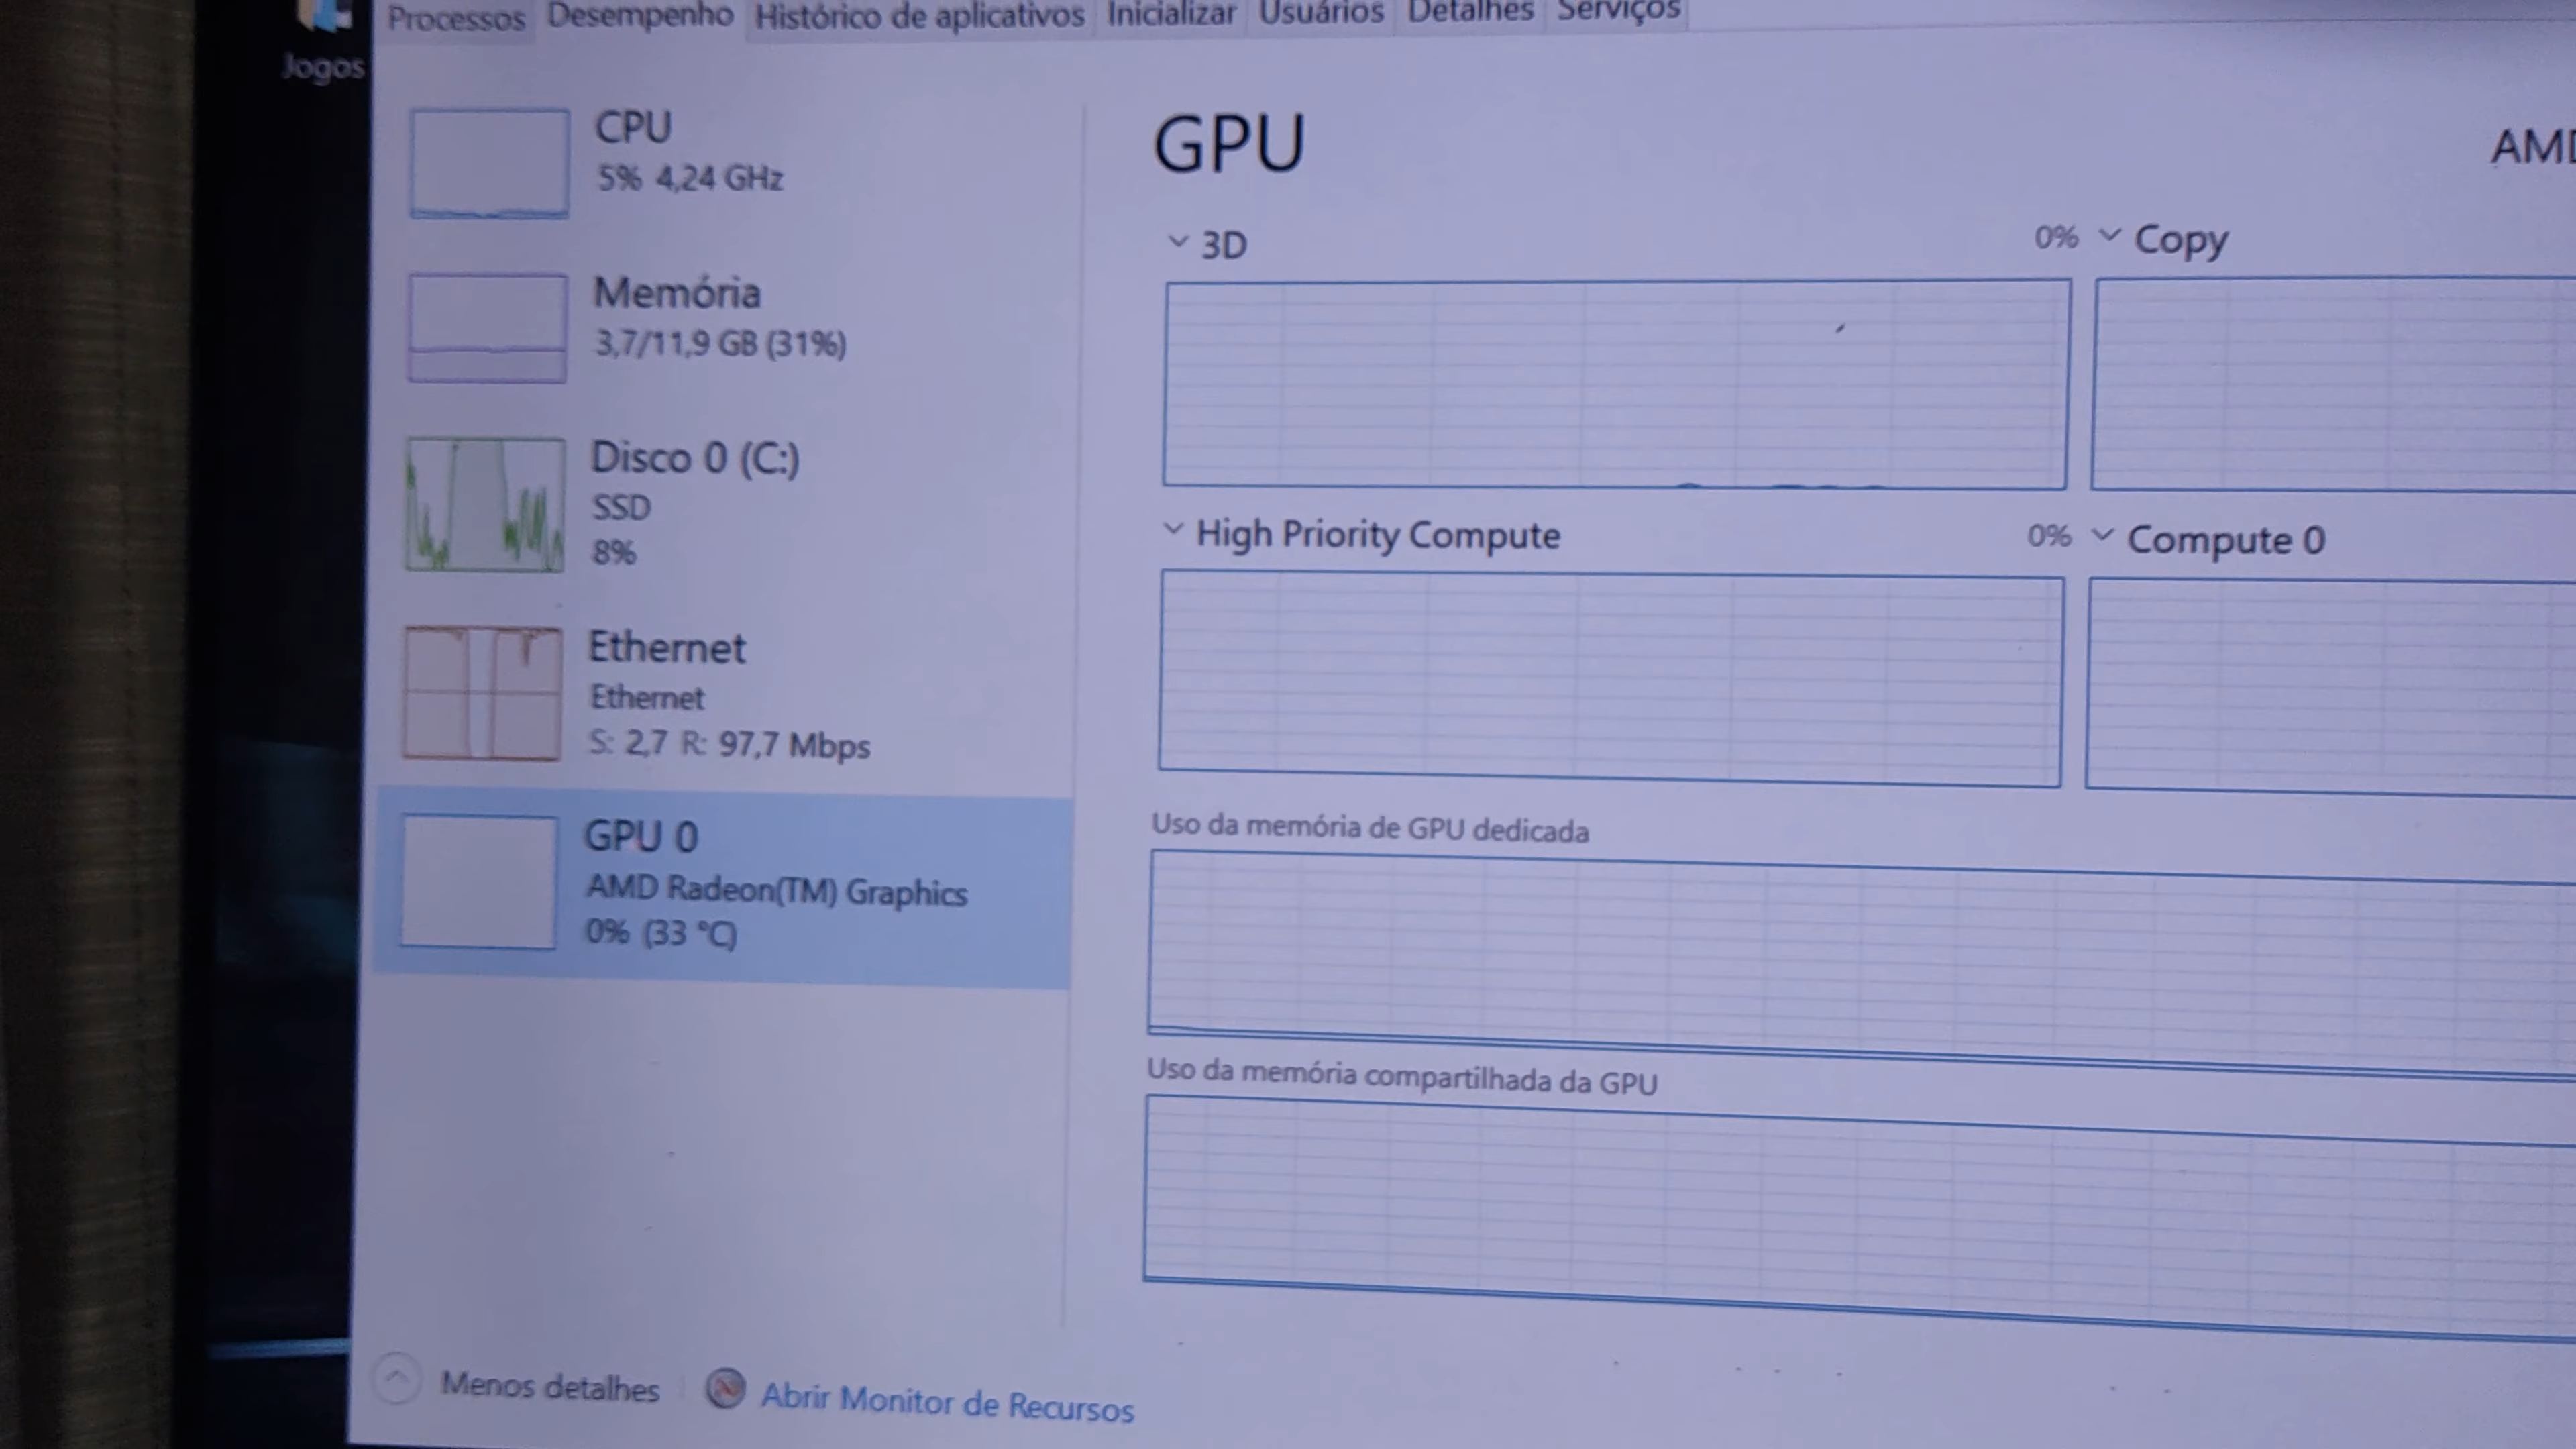 Jogos
Processos Desempenho Histórico de aplicativos Inicializar Usuários Detalhes Serviços
CPU
5% 4,24 GHz
Memória
3,7/11,9 GB (31%)
Disco 0 (C:)
SSD
8%
Ethernet
Ethernet
S: 2,7 R: 97,7 Mbps
GPU 0
AMD Radeon(TM) Graphics
0% (33 °C)
GPU
AMD
3D 0% Copy
High Priority Compute 0% Compute 0
Uso da memória de GPU dedicada
Uso da memória compartilhada da GPU
Menos detalhes
Abrir Monitor de Recursos